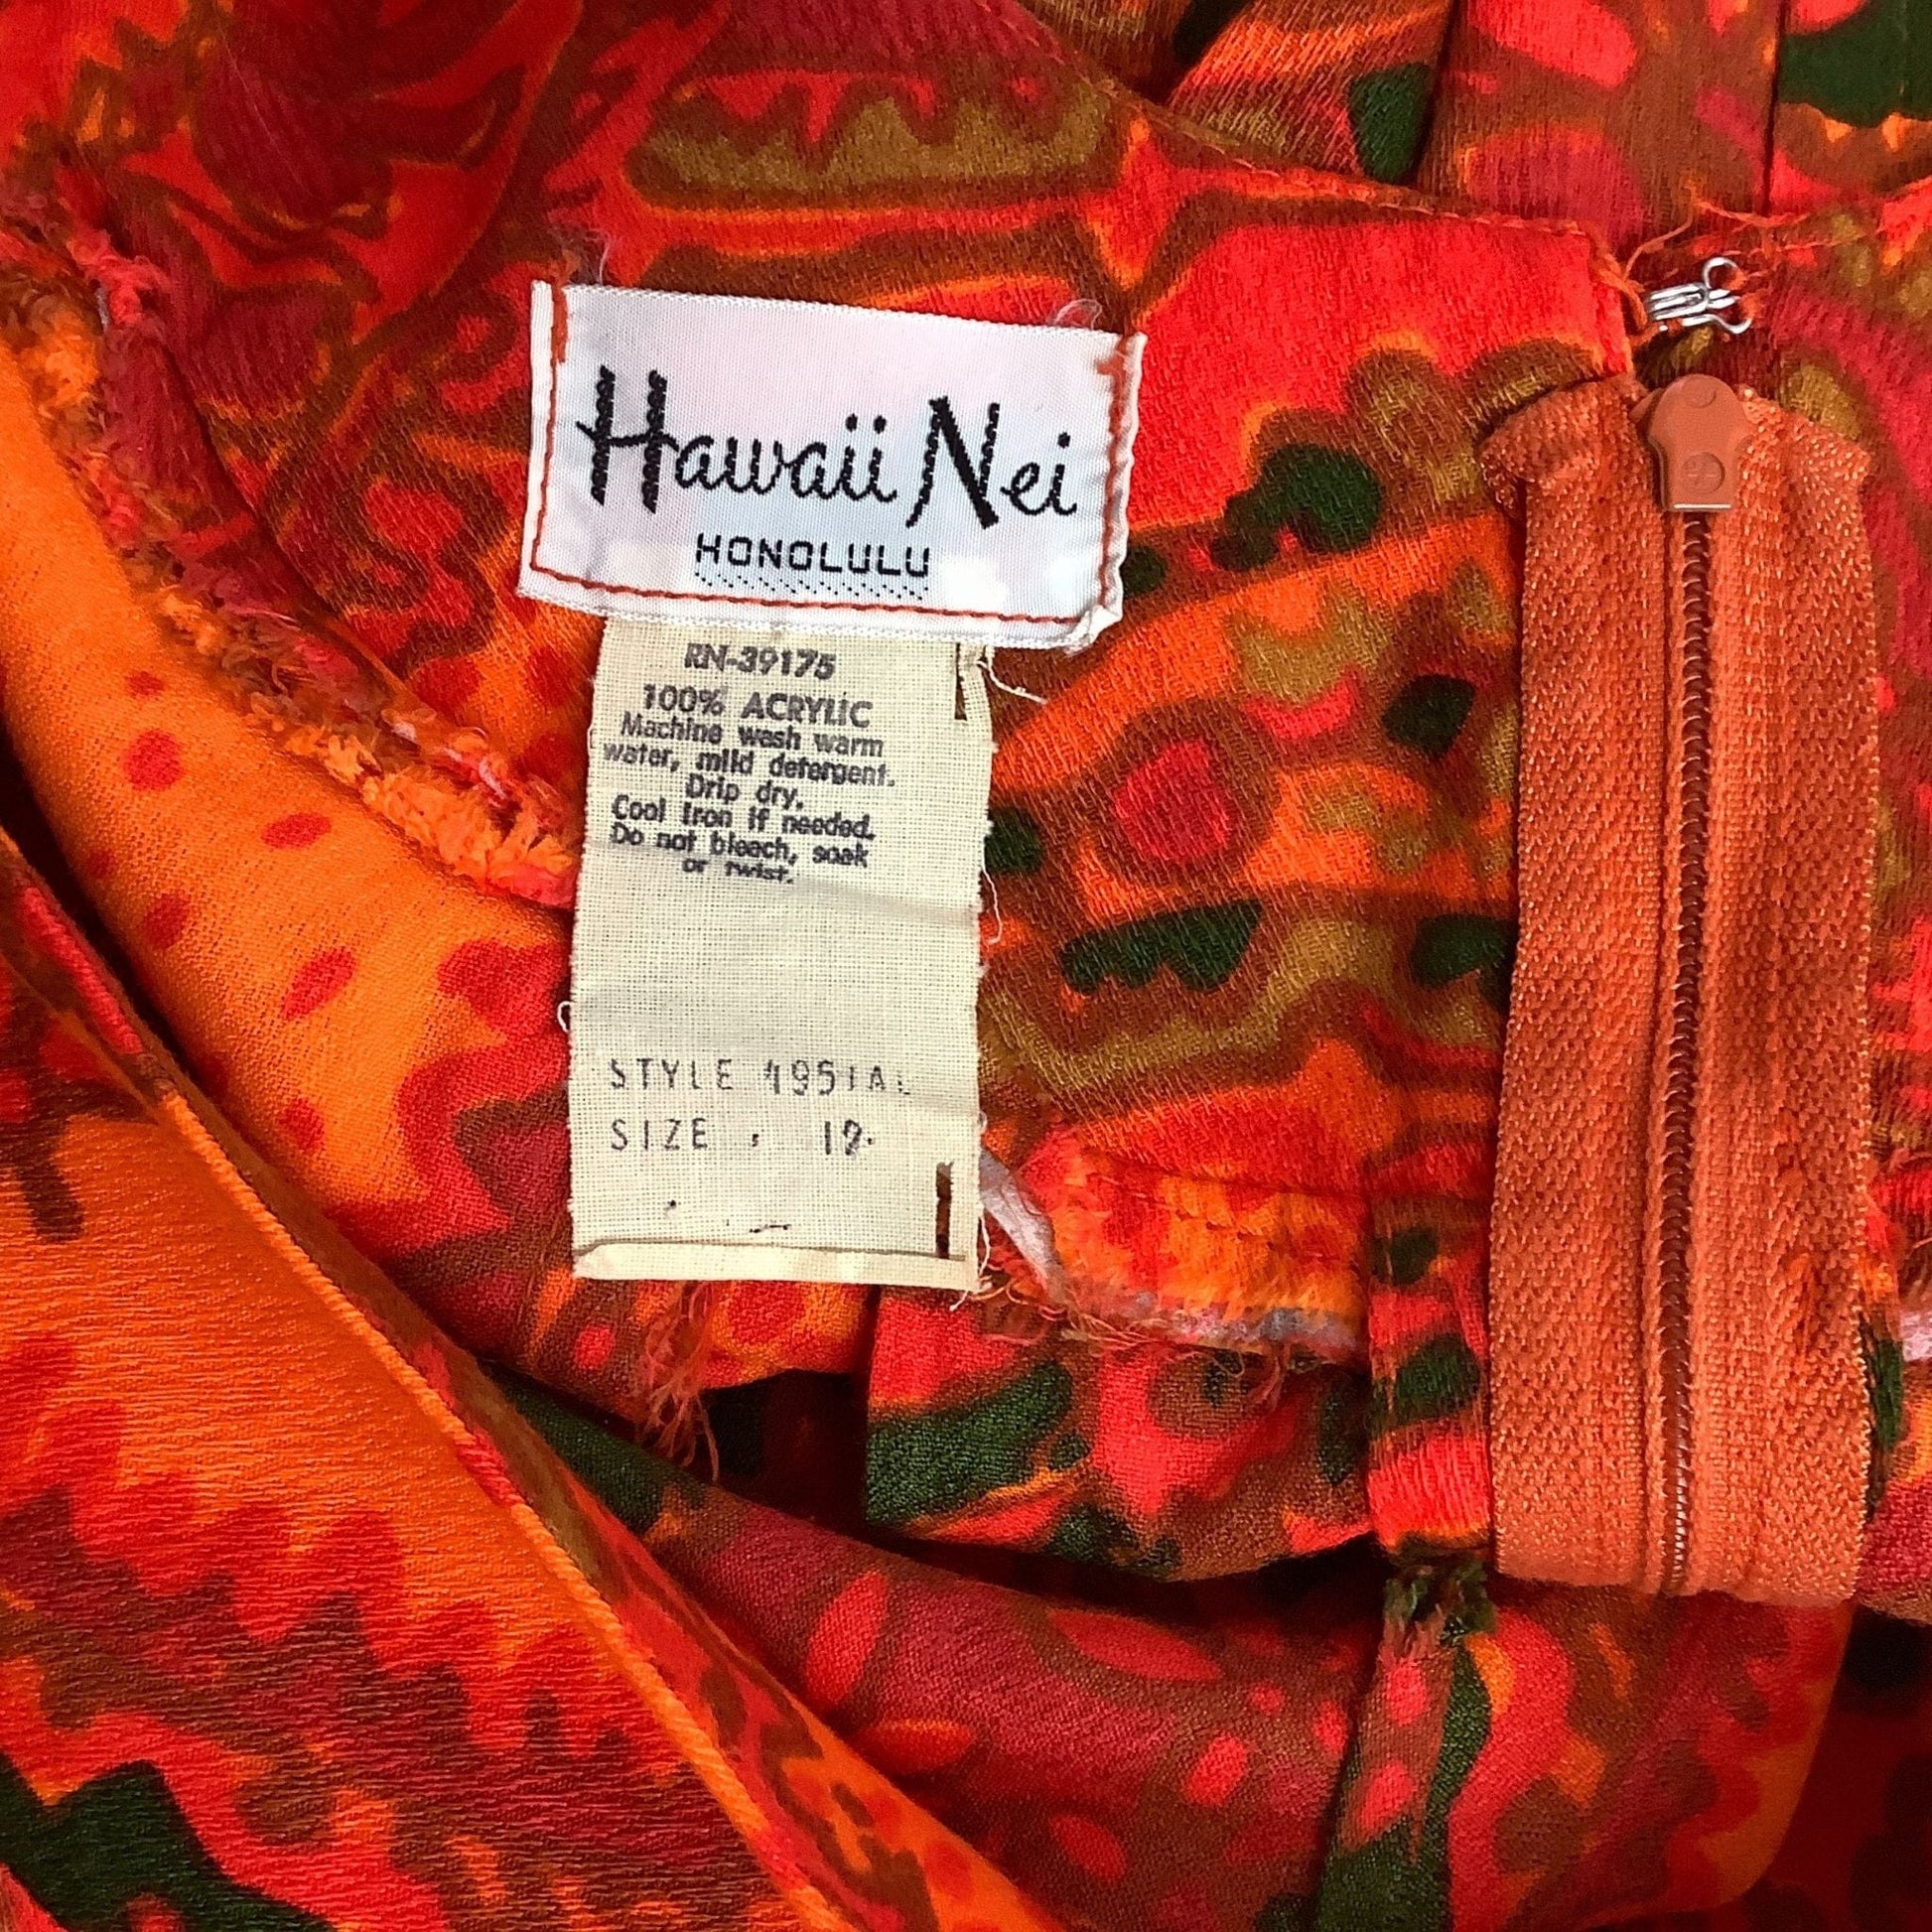 Hawaii Nei
HONOLULU
RN-39175
100% ACRYLIC
Machine wash warm
water, mild detergent.
Drip dry.
Cool iron if needed.
Do not bleach, soak
or twist.
STYLE
SIZE